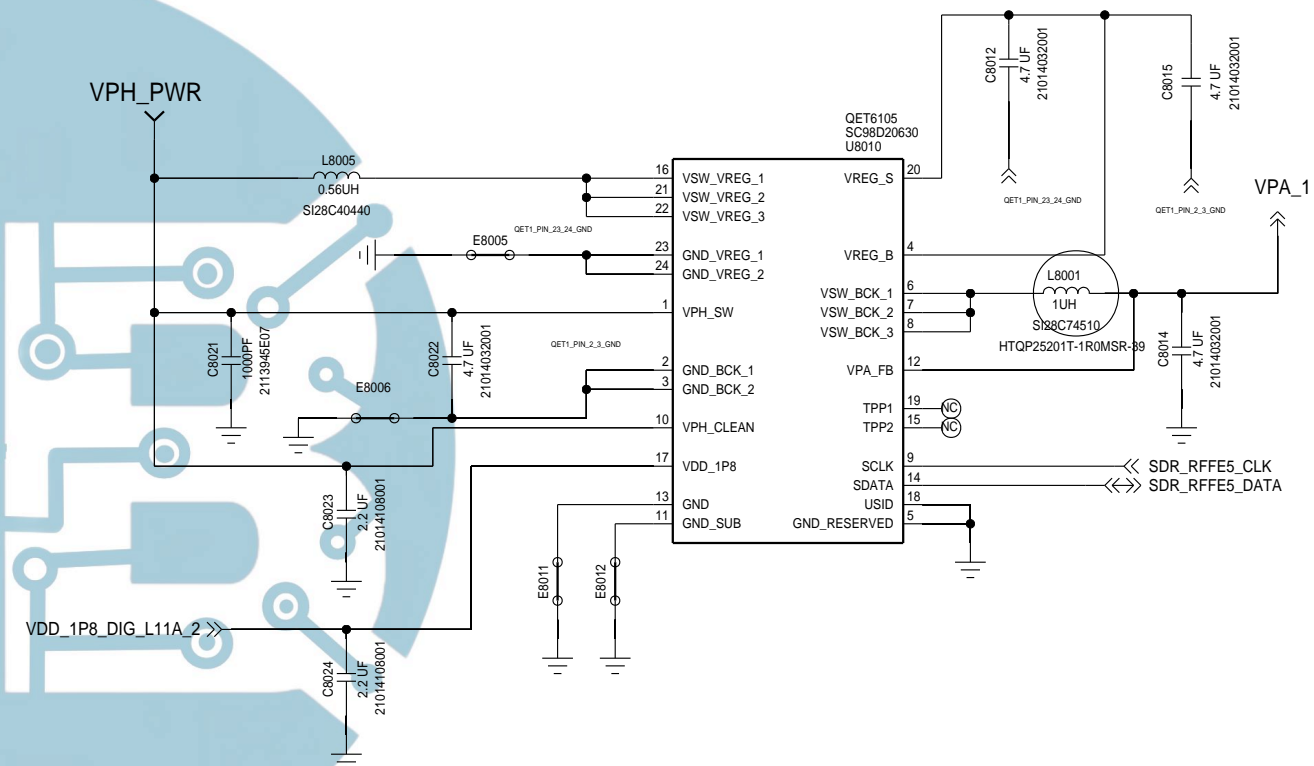 VPH_PWR
L8005
0.56UH
SI28C40440
QET1_PIN_23_24_GND
E8005
C8021
1000PF
2113945E07
C8022
4.7 UF
21014032001
QET1_PIN_2_3_GND
E8006
C8023
2.2 UF
21014108001
VDD_1P8_DIG_L11A_2
C8024
2.2 UF
21014108001
E8011
E8012
QET6105
SC98D20630
U8010
16 VSW_VREG_1
21 VSW_VREG_2
22 VSW_VREG_3
23 GND_VREG_1
24 GND_VREG_2
1 VPH_SW
2 GND_BCK_1
3 GND_BCK_2
10 VPH_CLEAN
17 VDD_1P8
13 GND
11 GND_SUB
VREG_S 20
VREG_B 4
VSW_BCK_1 6
VSW_BCK_2 7
VSW_BCK_3 8
VPA_FB 12
TPP1 19 NC
TPP2 15 NC
SCLK 9 SDR_RFFE5_CLK
SDATA 14 SDR_RFFE5_DATA
USID 18
GND_RESERVED 5
C8012
4.7 UF
21014032001
QET1_PIN_23_24_GND
C8015
4.7 UF
21014032001
QET1_PIN_2_3_GND
VPA_1
L8001
1UH
SI28C74510
HTQP25201T-1R0MSR-39
C8014
4.7 UF
21014032001